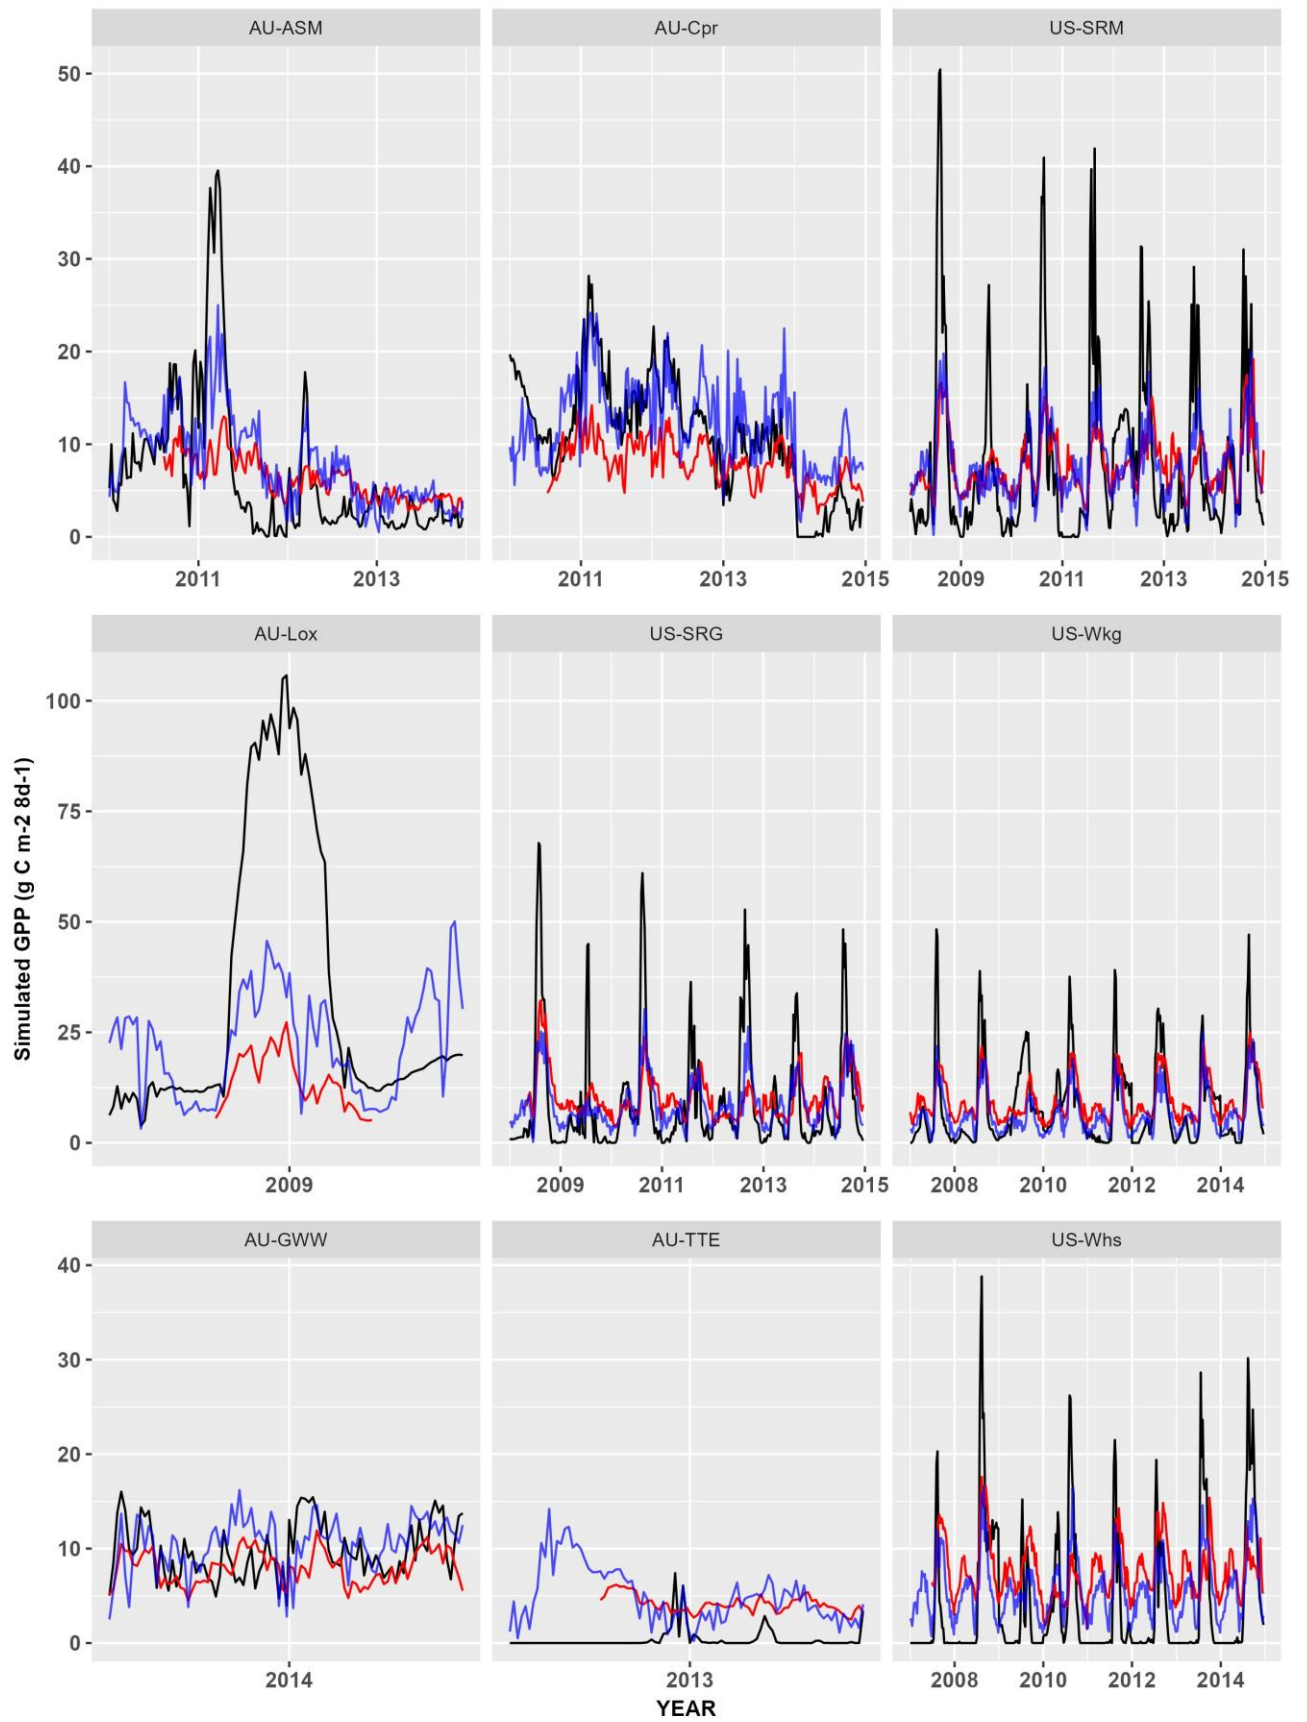 AU-ASM AU-Cpr US-SRM
50
40
30
20
10
0
2011 2013 2011 2013 2015 2009 2011 2013 2015
AU-Lox US-SRG US-Wkg
Simulated GPP (g C m-2 8d-1)
100
75
50
25
0
2009 2009 2011 2013 2015 2008 2010 2012 2014
AU-GWW AU-TTE US-Whs
40
30
20
10
0
2014 2013 2008 2010 2012 2014
YEAR